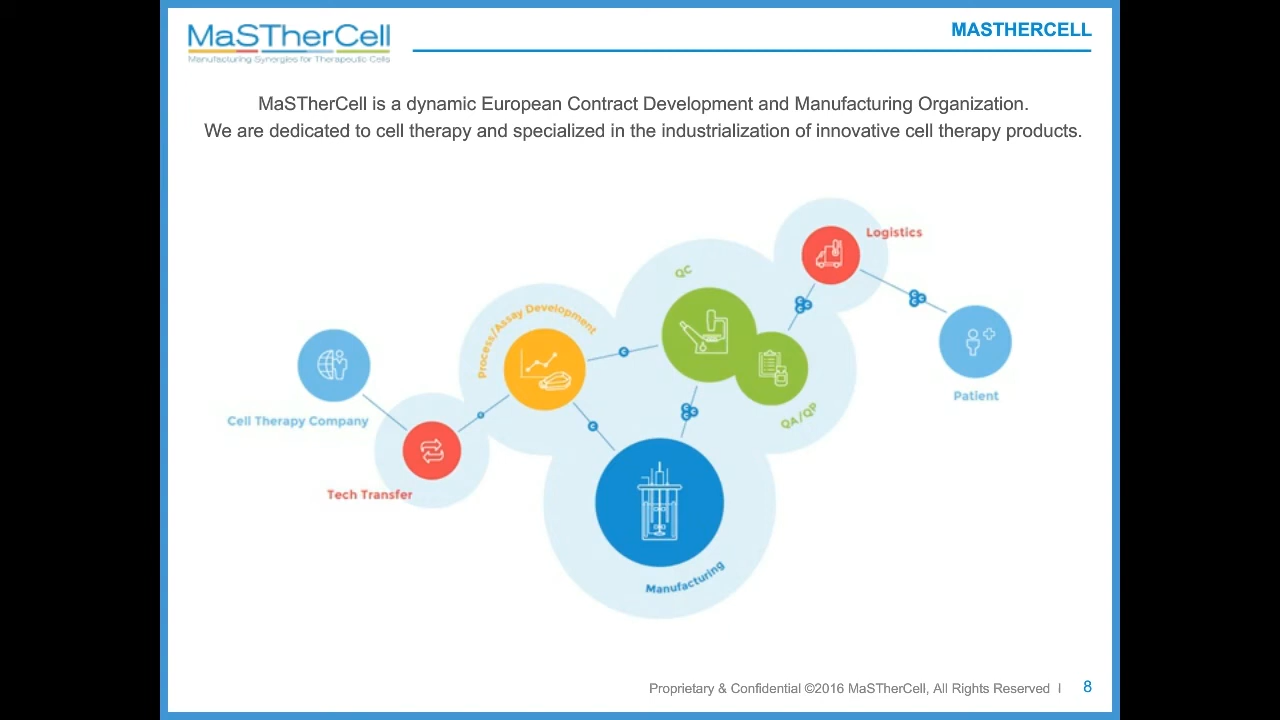 MaSTherCell
Manufacturing Synergies for Therapeutic Cells
MASTHERCELL
MaSTherCell is a dynamic European Contract Development and Manufacturing Organization.
We are dedicated to cell therapy and specialized in the industrialization of innovative cell therapy products.
Logistics
QC
Process/Assay Development
Patient
QA/QP
Cell Therapy Company
Tech Transfer
Manufacturing
Proprietary & Confidential ©2016 MaSTherCell, All Rights Reserved I 8